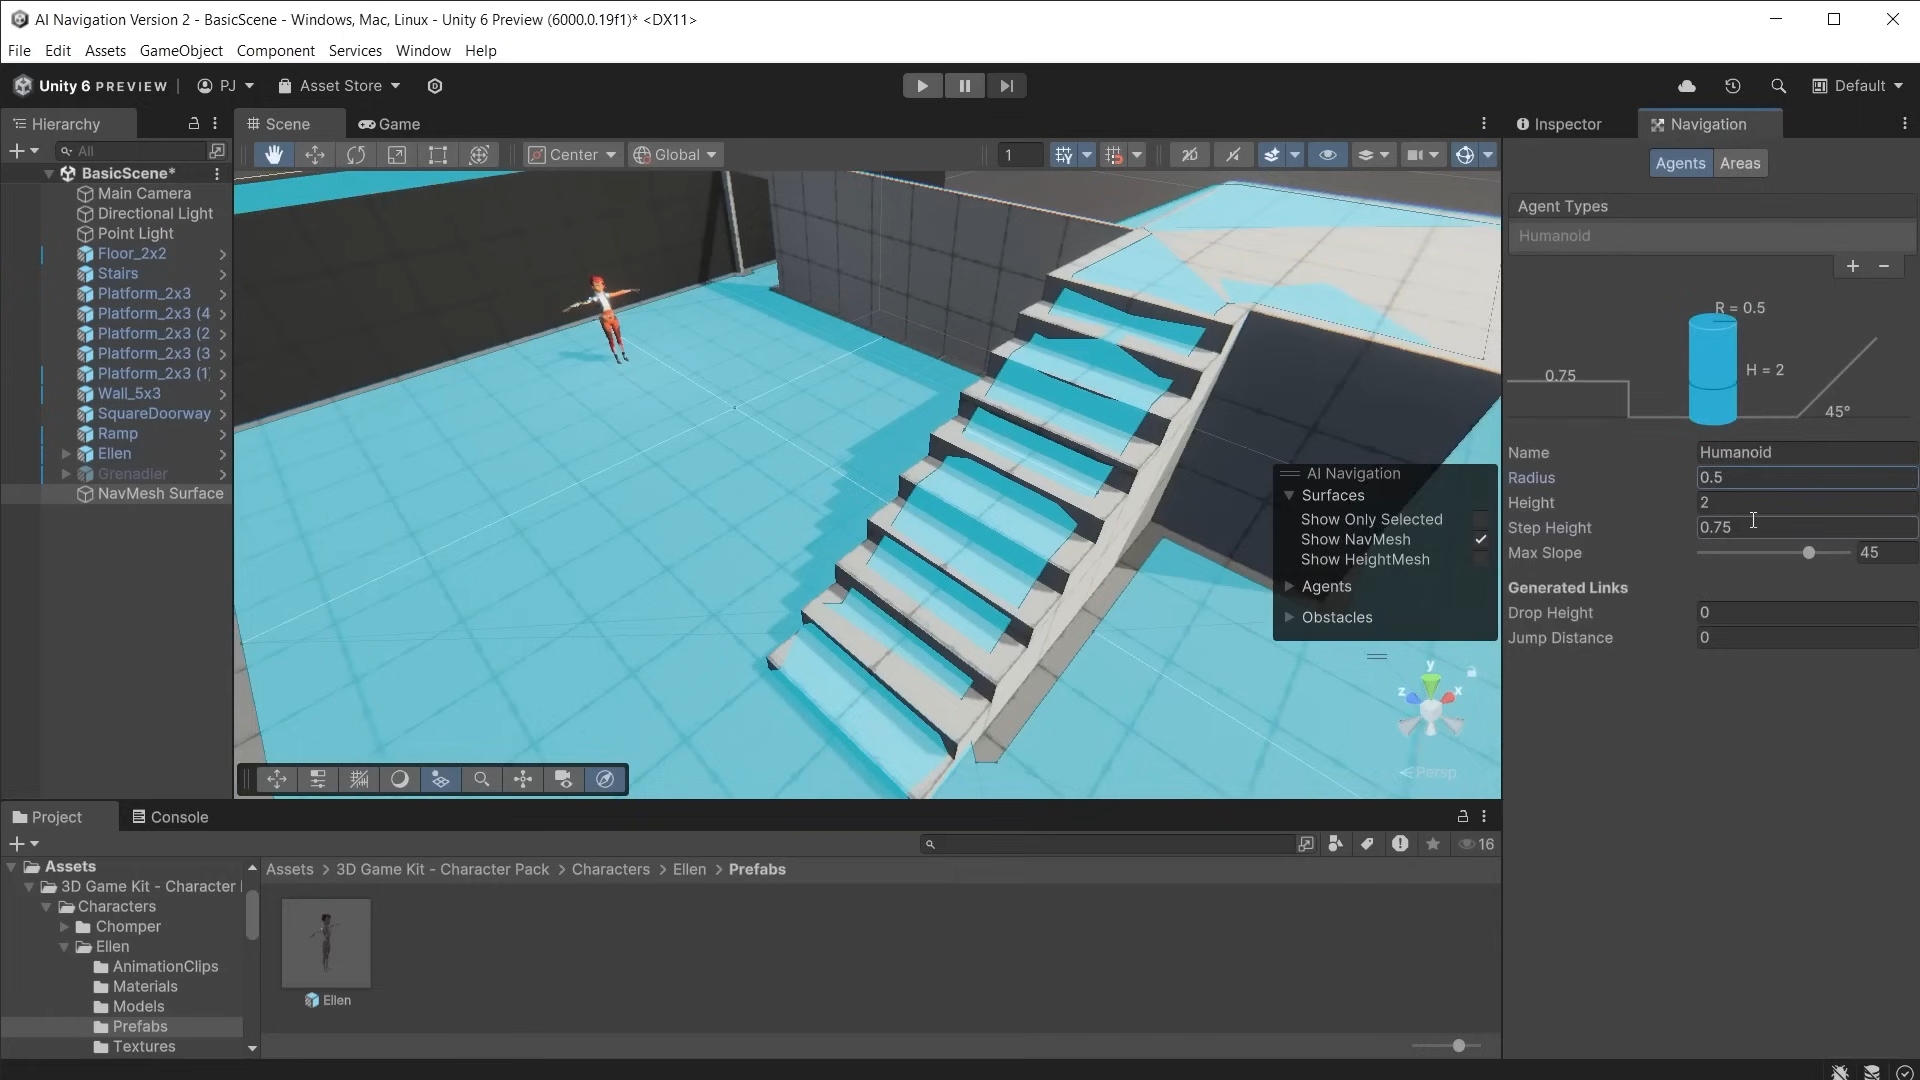 AI Navigation Version 2 - BasicScene - Windows, Mac, Linux - Unity 6 Preview (6000.0.19f1)* <DX11>
File Edit Assets GameObject Component Services Window Help
Unity 6 PREVIEW PJ Asset Store Default
Hierarchy Scene Game Inspector Navigation
All Center Global 1 2D
Agents Areas
BasicScene*
Main Camera
Directional Light
Point Light
Floor_2x2
Stairs
Platform_2x3
Platform_2x3 (4
Platform_2x3 (2
Platform_2x3 (3
Platform_2x3 (1)
Wall_5x3
SquareDoorway
Ramp
Ellen
Grenadier
NavMesh Surface
Agent Types
Humanoid
R = 0.5
0.75
H = 2
45°
Name Humanoid
Radius 0.5
Height 2
Step Height 0.75
Max Slope 45
Generated Links
Drop Height 0
Jump Distance 0
AI Navigation
Surfaces
Show Only Selected
Show NavMesh
Show HeightMesh
Agents
Obstacles
y
z x
Persp
Project Console
16
Assets
3D Game Kit - Character
Characters
Chomper
Ellen
AnimationClips
Materials
Models
Prefabs
Textures
Assets > 3D Game Kit - Character Pack > Characters > Ellen > Prefabs
Ellen